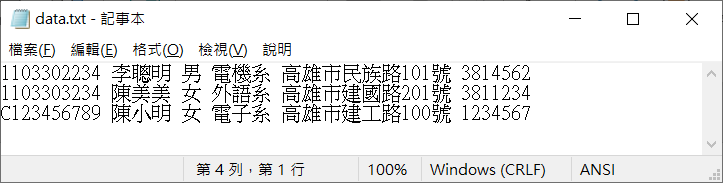 data.txt - 記事本
檔案(F) 編輯(E) 格式(O) 檢視(V) 說明
1103302234 李聰明 男 電機系 高雄市民族路101號 3814562
1103303234 陳美美 女 外語系 高雄市建國路201號 3811234
C123456789 陳小明 女 電子系 高雄市建工路100號 1234567
第 4 列，第 1 行 100% Windows (CRLF) ANSI